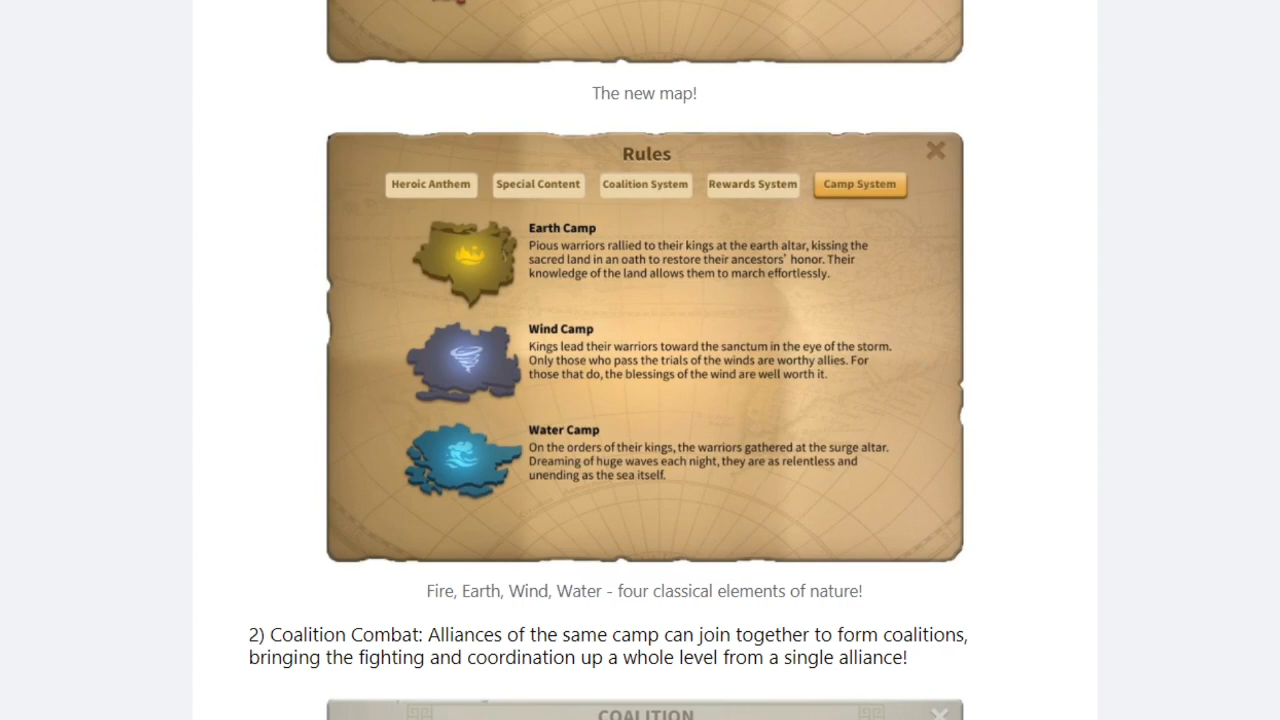 The new map!
Rules
Heroic Anthem
Special Content
Coalition System
Rewards System
Camp System
Earth Camp
Pious warriors rallied to their kings at the earth altar, kissing the
sacred land in an oath to restore their ancestors' honor. Their
knowledge of the land allows them to march effortlessly.
Wind Camp
Kings lead their warriors toward the sanctum in the eye of the storm.
Only those who pass the trials of the winds are worthy allies. For
those that do, the blessings of the wind are well worth it.
Water Camp
On the orders of their kings, the warriors gathered at the surge altar.
Dreaming of huge waves each night, they are as relentless and
unending as the sea itself.
Fire, Earth, Wind, Water - four classical elements of nature!
2) Coalition Combat: Alliances of the same camp can join together to form coalitions,
bringing the fighting and coordination up a whole level from a single alliance!
COALITION